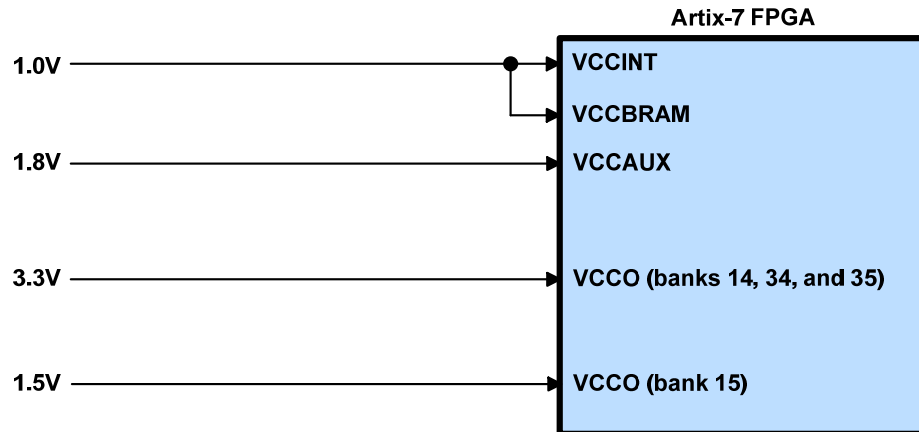 Artix-7 FPGA
1.0V
VCCINT
VCCBRAM
1.8V
VCCAUX
3.3V
VCCO (banks 14, 34, and 35)
1.5V
VCCO (bank 15)